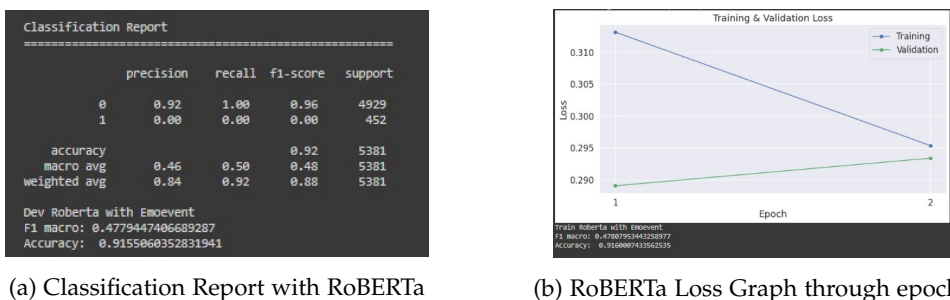 Classification Report
=====================================================
precision recall f1-score support
0 0.92 1.00 0.96 4929
1 0.00 0.00 0.00 452
accuracy 0.92 5381
macro avg 0.46 0.50 0.48 5381
weighted avg 0.84 0.92 0.88 5381
Dev Roberta with Emoevent
F1 macro: 0.4779447406689287
Accuracy: 0.9155060352831941
(a) Classification Report with RoBERTa
Training & Validation Loss
Training
Validation
0.310
0.305
0.300
0.295
0.290
Loss
1 2
Epoch
Train Roberta with Emoevent
F1 macro: 0.47807953443258977
Accuracy: 0.9160007433562535
(b) RoBERTa Loss Graph through epoch